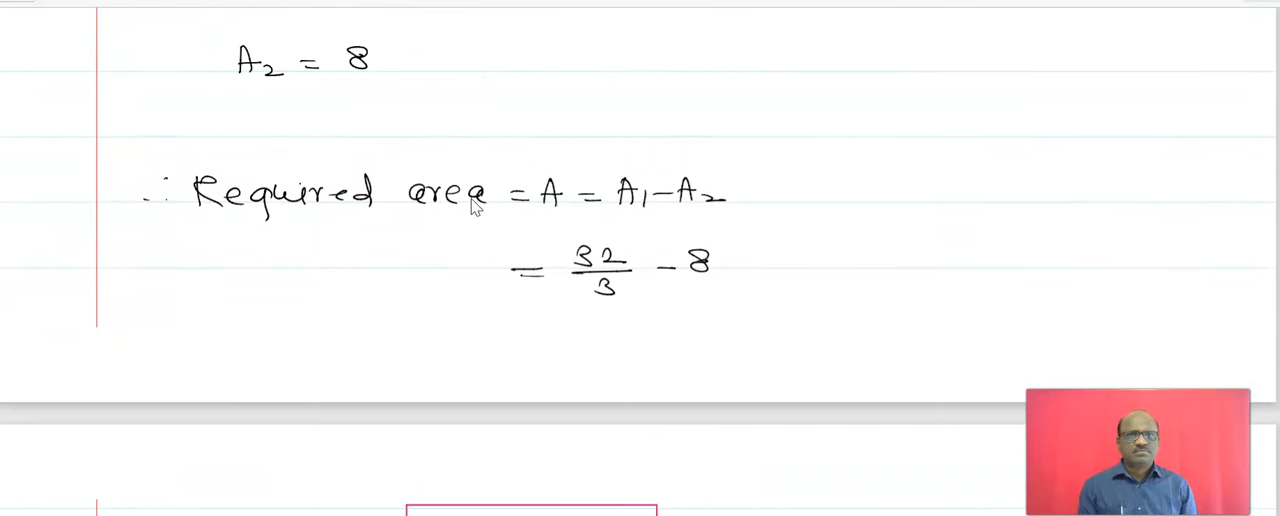 A₂ = 8
∴ Required area = A = A₁ - A₂
= 32/3 - 8